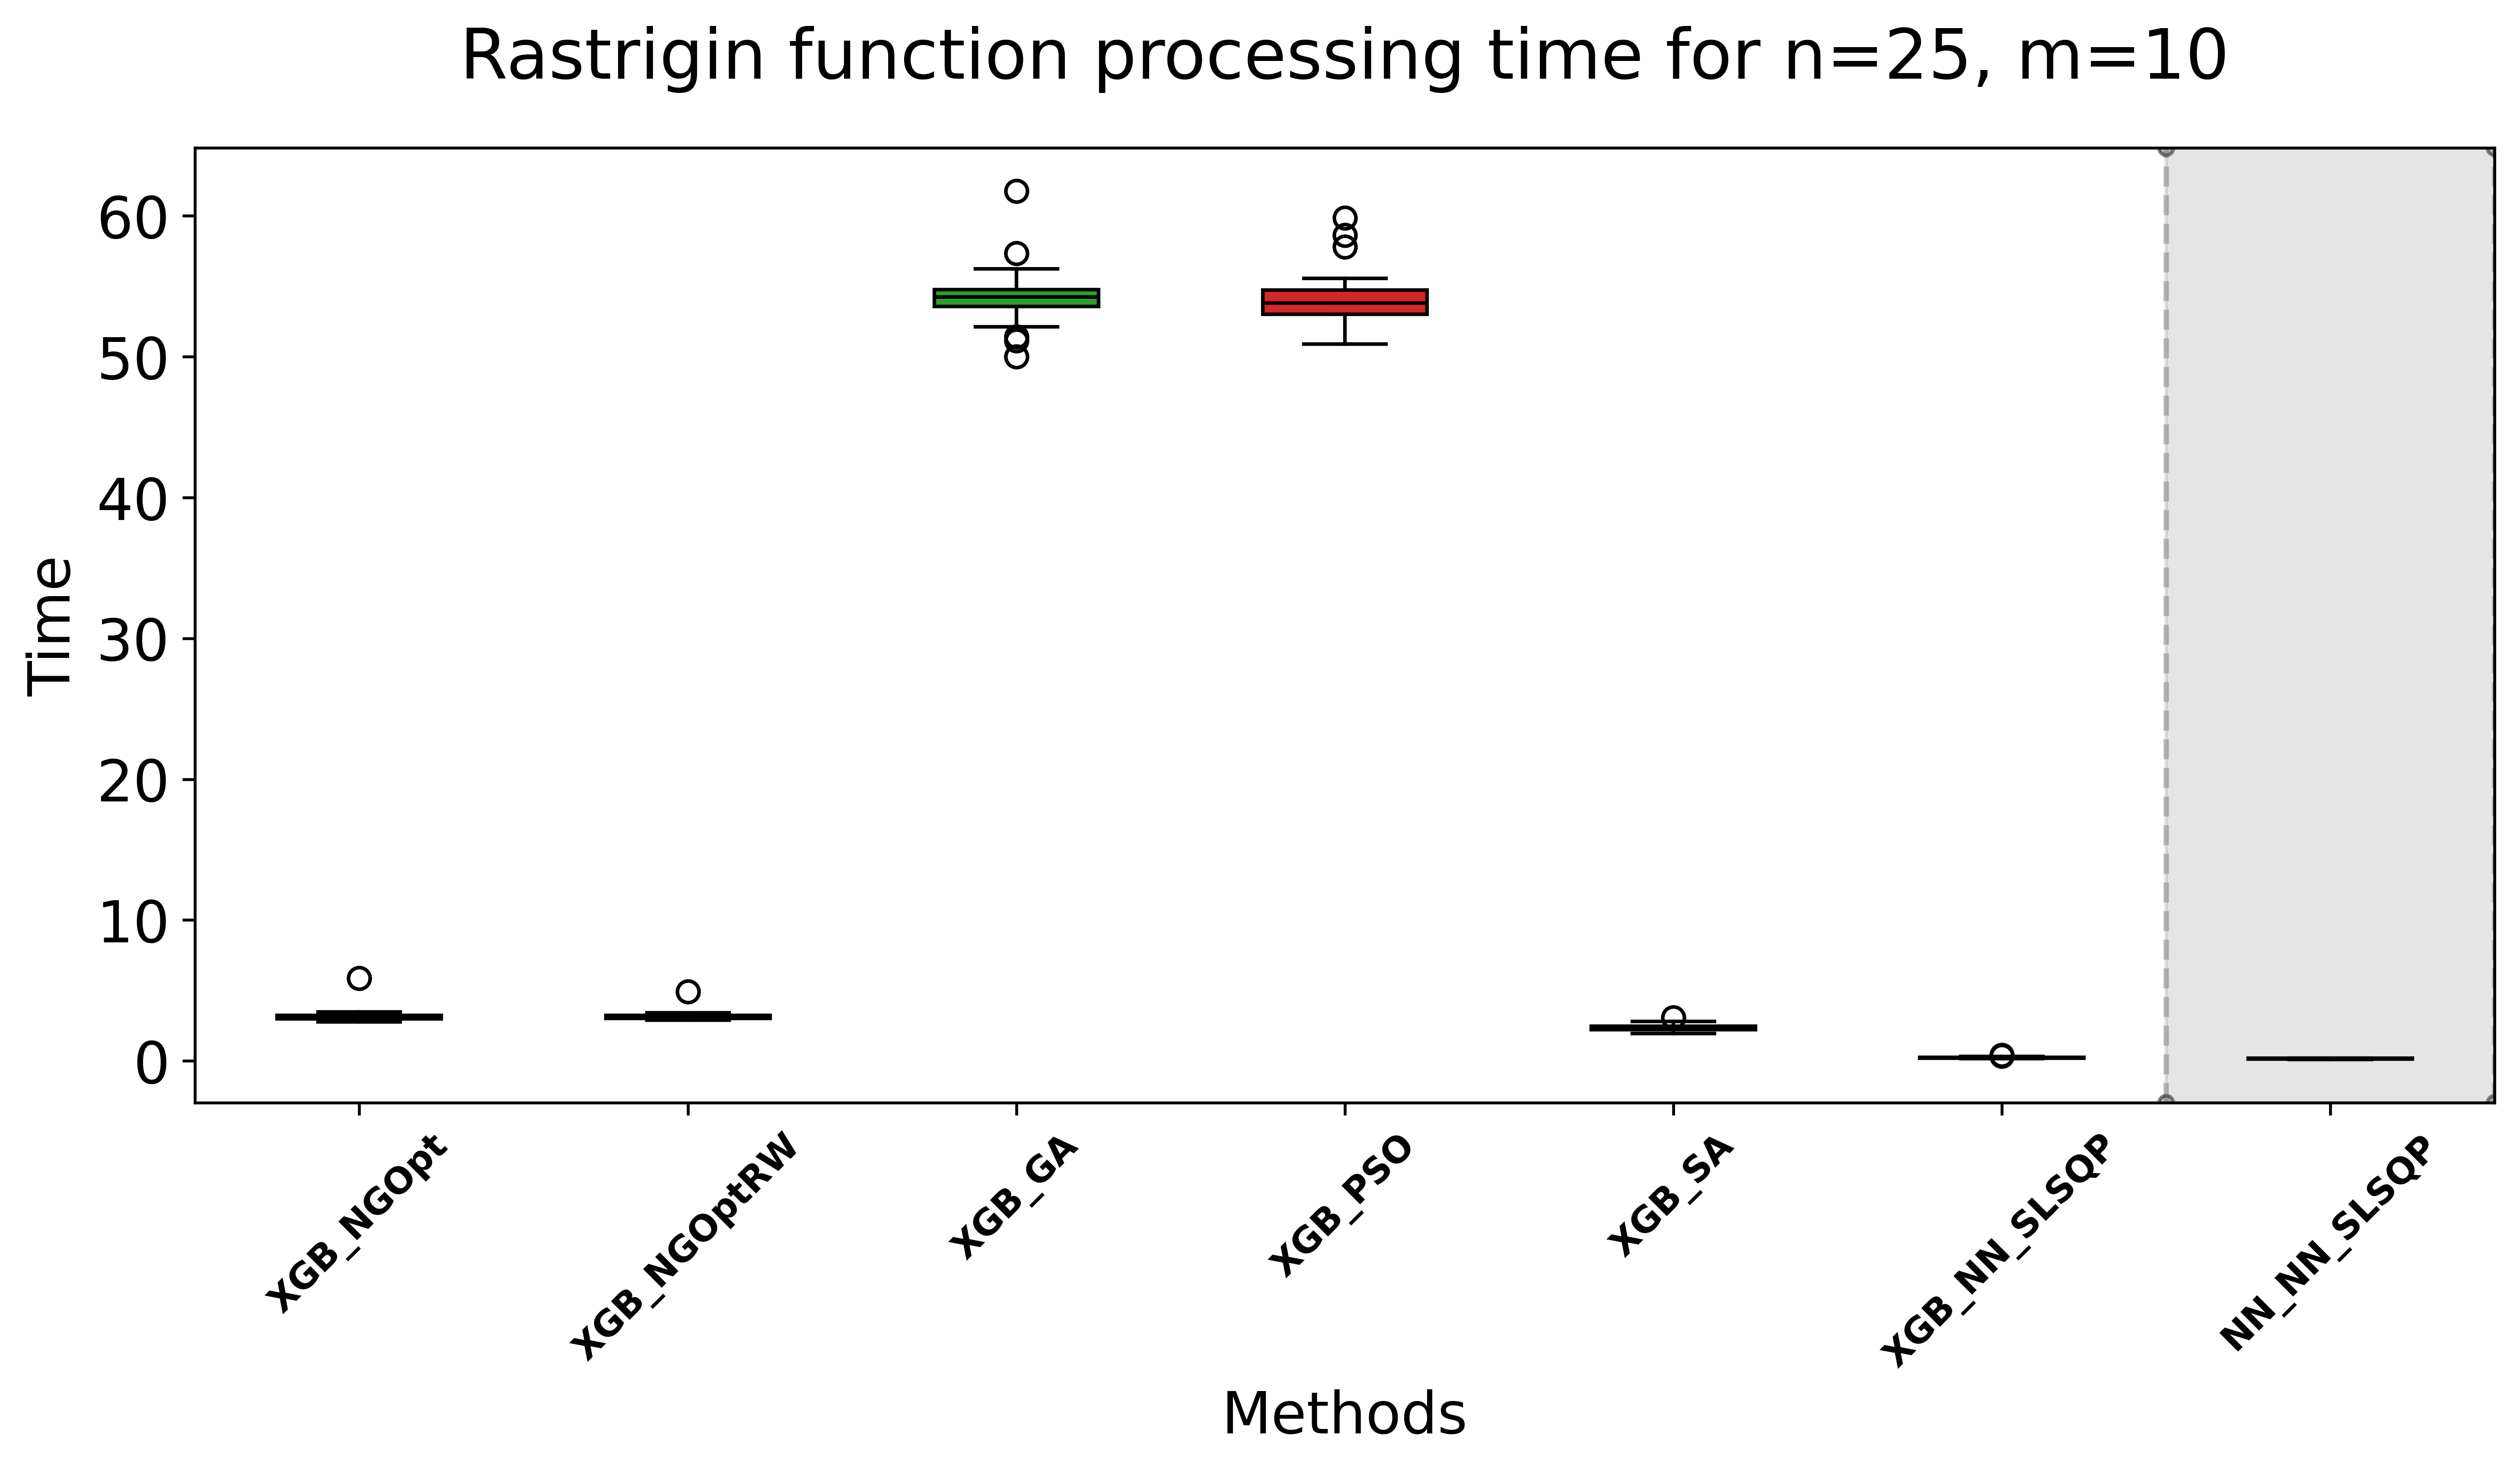 Rastrigin function processing time for n=25, m=10
60
50
40
30
20
10
0
Time
XGB_NGOpt
XGB_NGOptRW
XGB_GA
XGB_PSO
XGB_SA
XGB_NN_SLSQP
NN_NN_SLSQP
Methods